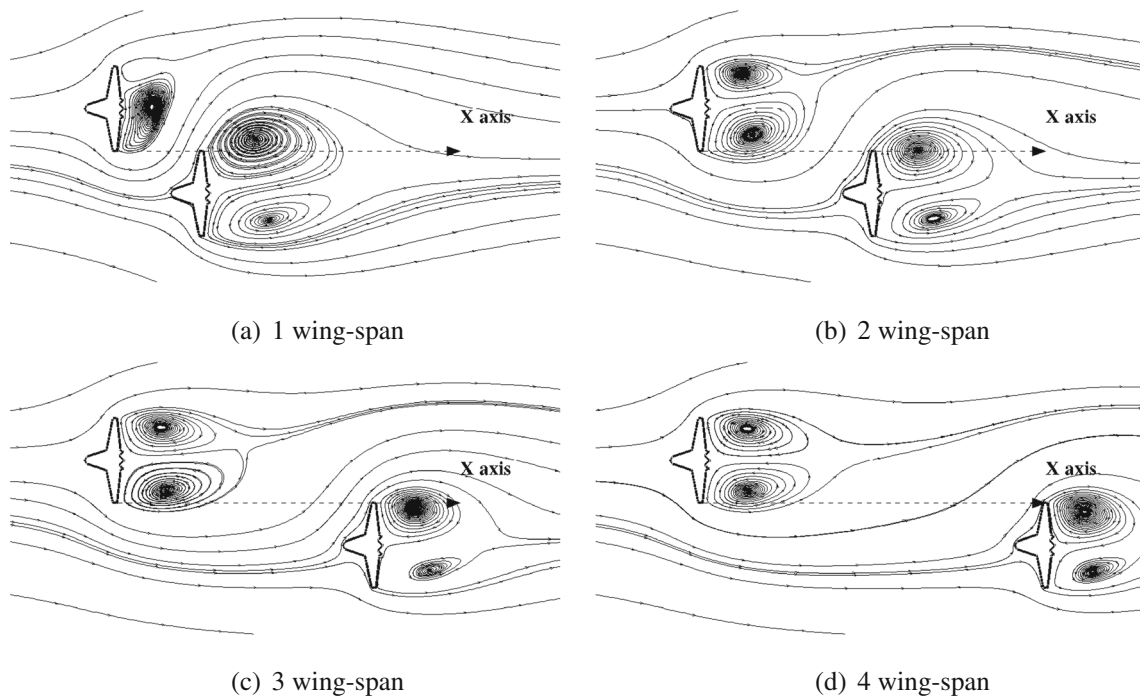 X axis
X axis
(a) 1 wing-span
(b) 2 wing-span
X axis
X axis
(c) 3 wing-span
(d) 4 wing-span